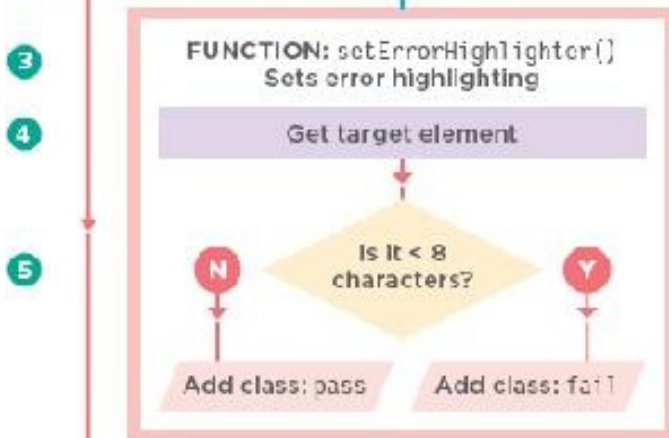 3
FUNCTION: setErrorHighlighter()
Sets error highlighting
4
Get target element
5
Is it < 8
characters?
N
Y
Add class: pass
Add class: fail